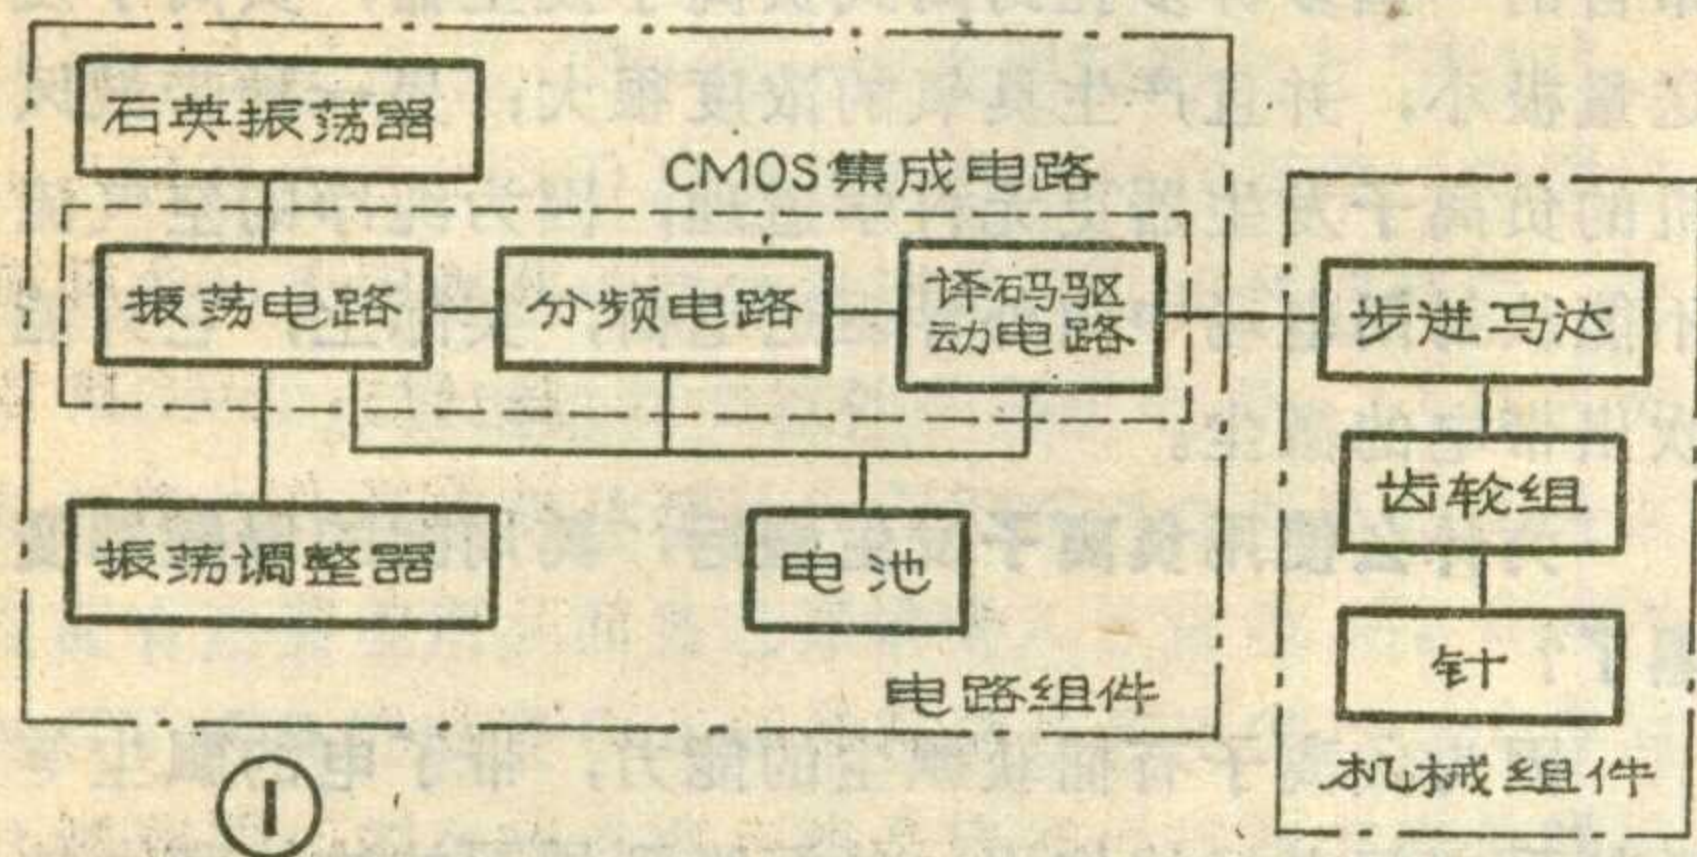 石英振荡器
CMOS集成电路
振荡电路
分频电路
译码驱
动电路
步进马达
齿轮组
振荡调整器
电池
针
电路组件
机械组件
①